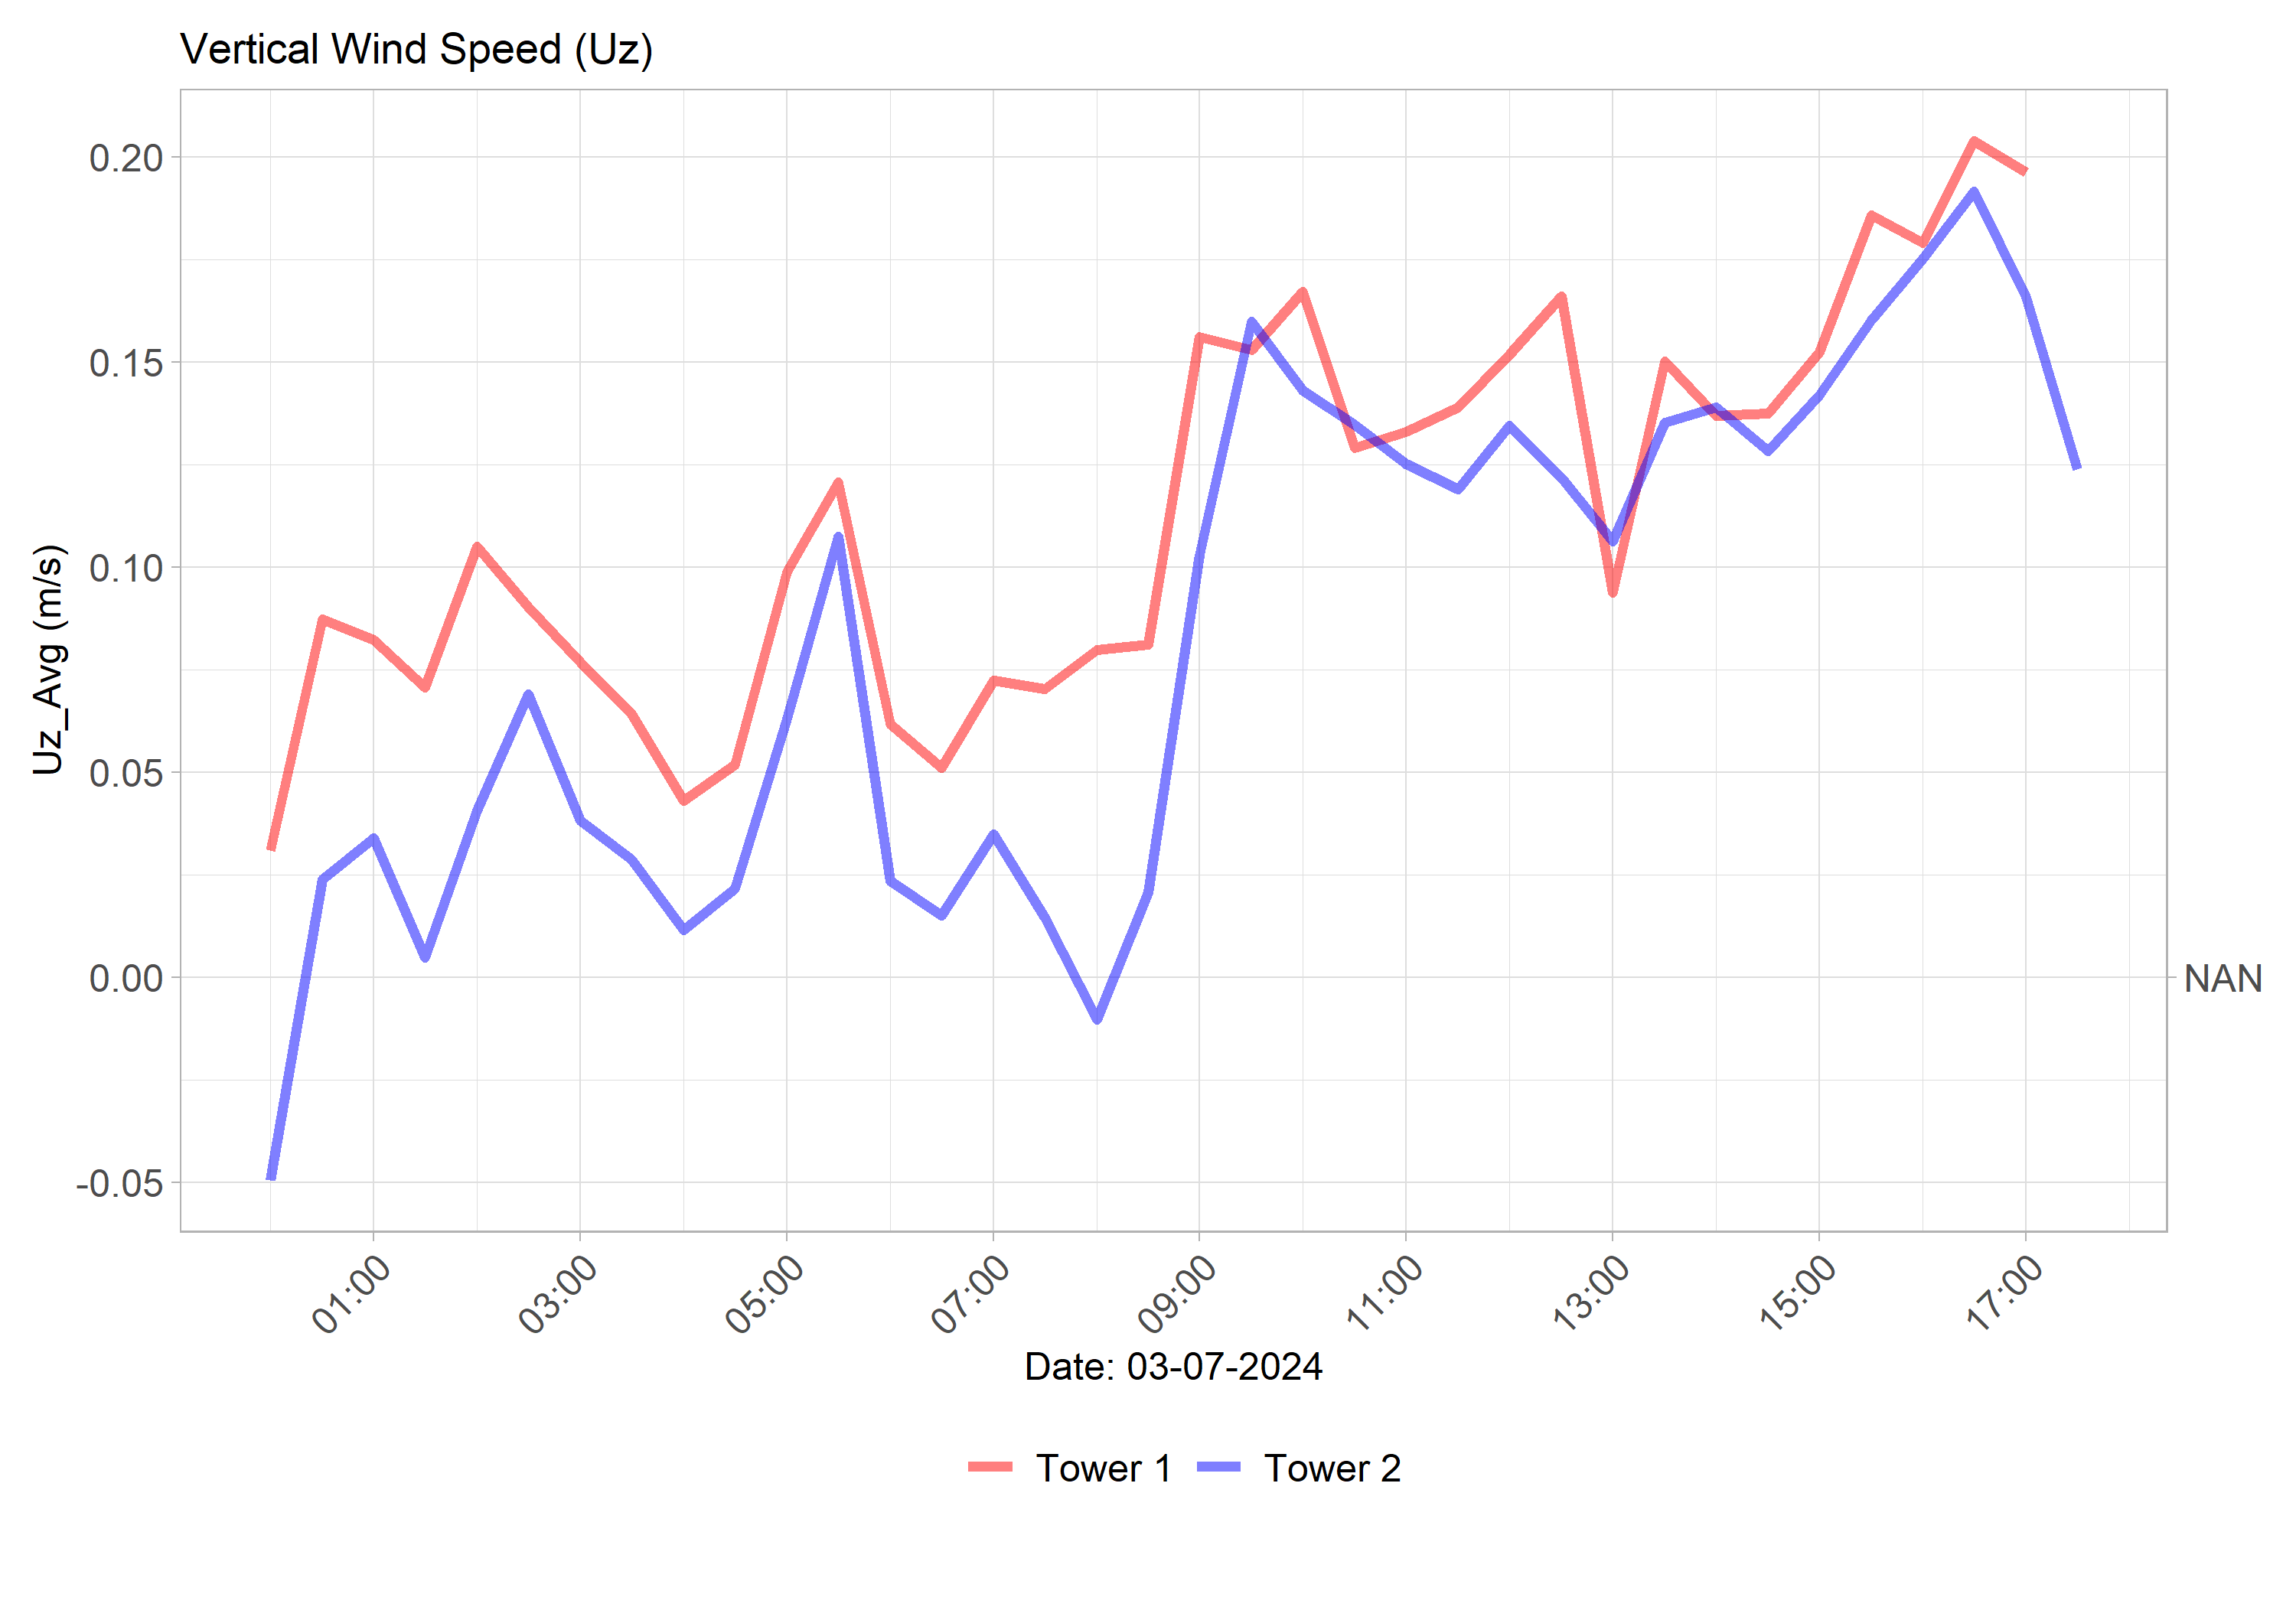 Vertical Wind Speed (Uz)
Uz_Avg (m/s)
0.20
0.15
0.10
0.05
0.00
-0.05
NAN
01:00
03:00
05:00
07:00
09:00
11:00
13:00
15:00
17:00
Date: 03-07-2024
Tower 1
Tower 2